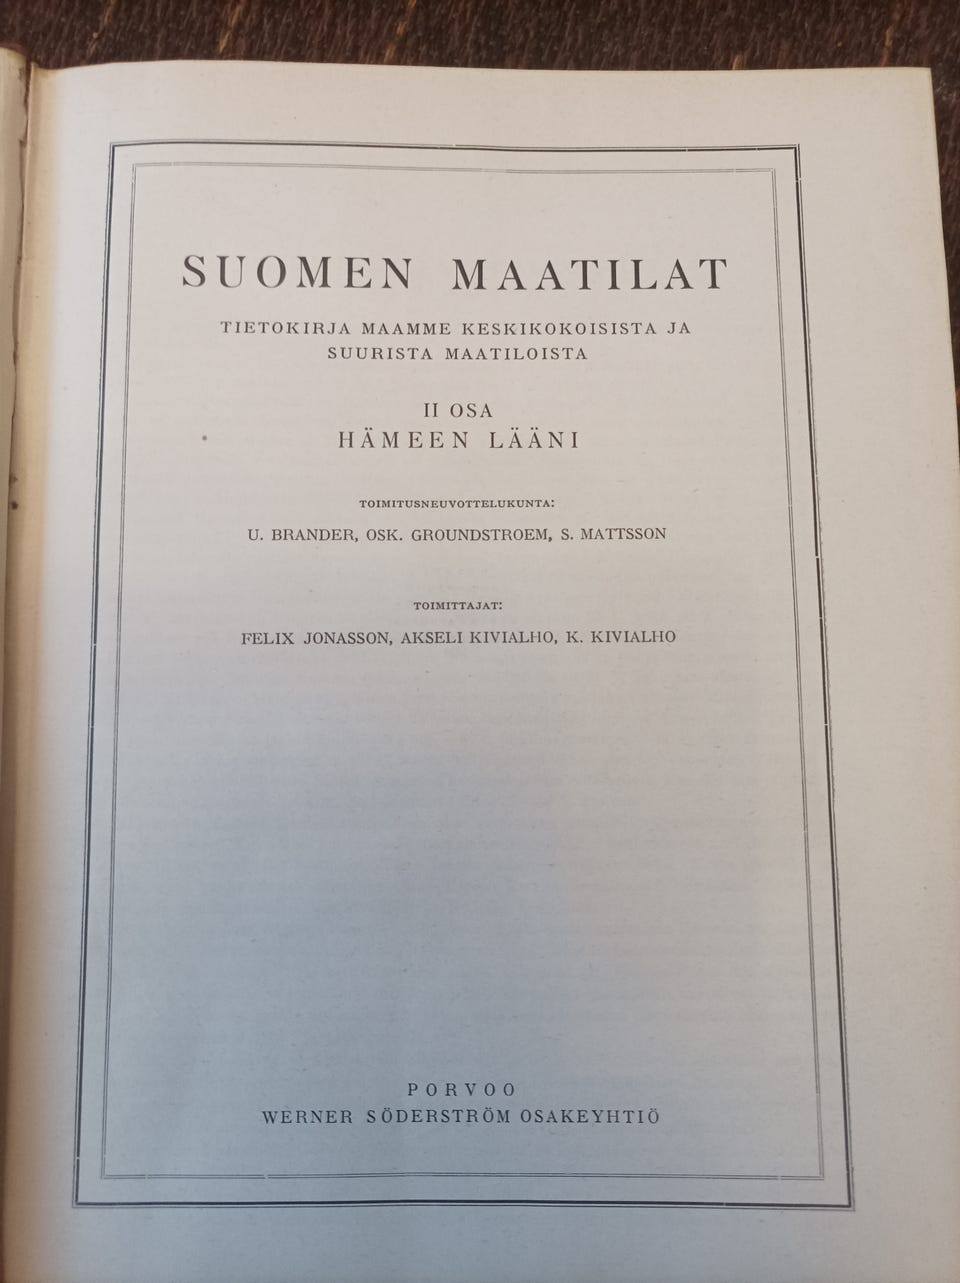 SUOMEN MAATILAT
TIETOKIRJA MAAMME KESKIKOKOISISTA JA
SUURISTA MAATILOISTA
II OSA
HÄMEEN LÄÄNI
TOIMITUSNEUVOTTELUKUNTA:
U. BRANDER, OSK. GROUNDSTROEM, S. MATTSSON
TOIMITTAJAT:
FELIX JONASSON, AKSELI KIVIALHO, K. KIVIALHO
PORVOO
WERNER SÖDERSTRÖM OSAKEYHTIÖ